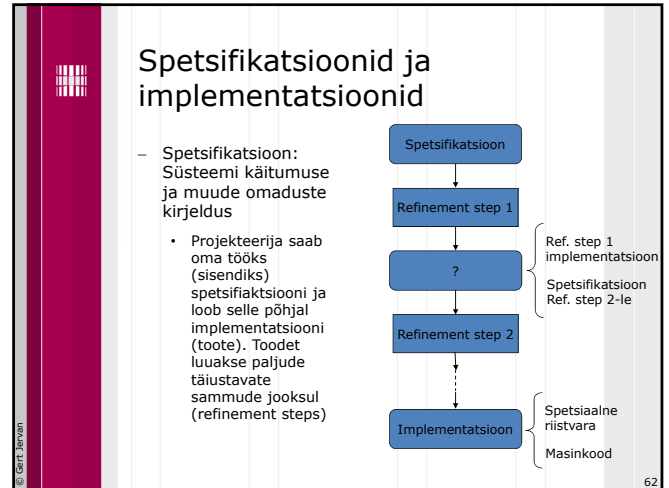 Spetsifikatsioonid ja
implementatsioonid
– Spetsifikatsioon:
Süsteemi käitumuse
ja muude omaduste
kirjeldus
• Projekteerija saab
oma tööks
(sisendiks)
spetsifiaktsiooni ja
loob selle põhjal
implementatsiooni
(toote). Toodet
luuakse paljude
täiustavate
sammude jooksul
(refinement steps)
Spetsifikatsioon
Refinement step 1
?
Ref. step 1
implementatsioon
Spetsifikatsioon
Ref. step 2-le
Refinement step 2
Implementatsioon
Spetsiaalne
riistvara
Masinkood
© Gert Jervan
62